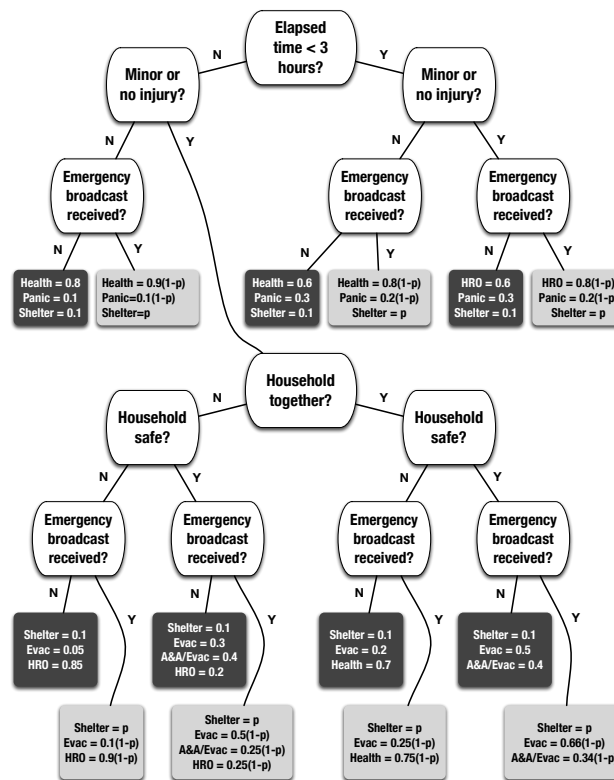 Elapsed
time < 3
hours?
N
Y
Minor or
no injury?
Minor or
no injury?
N
Y
N
Y
Emergency
broadcast
received?
Emergency
broadcast
received?
Emergency
broadcast
received?
N
Y
N
Y
N
Y
Health = 0.8
Panic = 0.1
Shelter = 0.1
Health = 0.9(1-p)
Panic=0.1(1-p)
Shelter=p
Health = 0.6
Panic = 0.3
Shelter = 0.1
Health = 0.8(1-p)
Panic = 0.2(1-p)
Shelter = p
HRO = 0.6
Panic = 0.3
Shelter = 0.1
HRO = 0.8(1-p)
Panic = 0.2(1-p)
Shelter = p
Household
together?
N
Y
Household
safe?
Household
safe?
N
Y
N
Y
Emergency
broadcast
received?
Emergency
broadcast
received?
Emergency
broadcast
received?
Emergency
broadcast
received?
N
Y
N
Y
N
Y
N
Y
Shelter = 0.1
Evac = 0.05
HRO = 0.85
Shelter = 0.1
Evac = 0.3
A&A/Evac = 0.4
HRO = 0.2
Shelter = 0.1
Evac = 0.2
Health = 0.7
Shelter = 0.1
Evac = 0.5
A&A/Evac = 0.4
Shelter = p
Evac = 0.1(1-p)
HRO = 0.9(1-p)
Shelter = p
Evac = 0.5(1-p)
A&A/Evac = 0.25(1-p)
HRO = 0.25(1-p)
Shelter = p
Evac = 0.25(1-p)
Health = 0.75(1-p)
Shelter = p
Evac = 0.66(1-p)
A&A/Evac = 0.34(1-p)